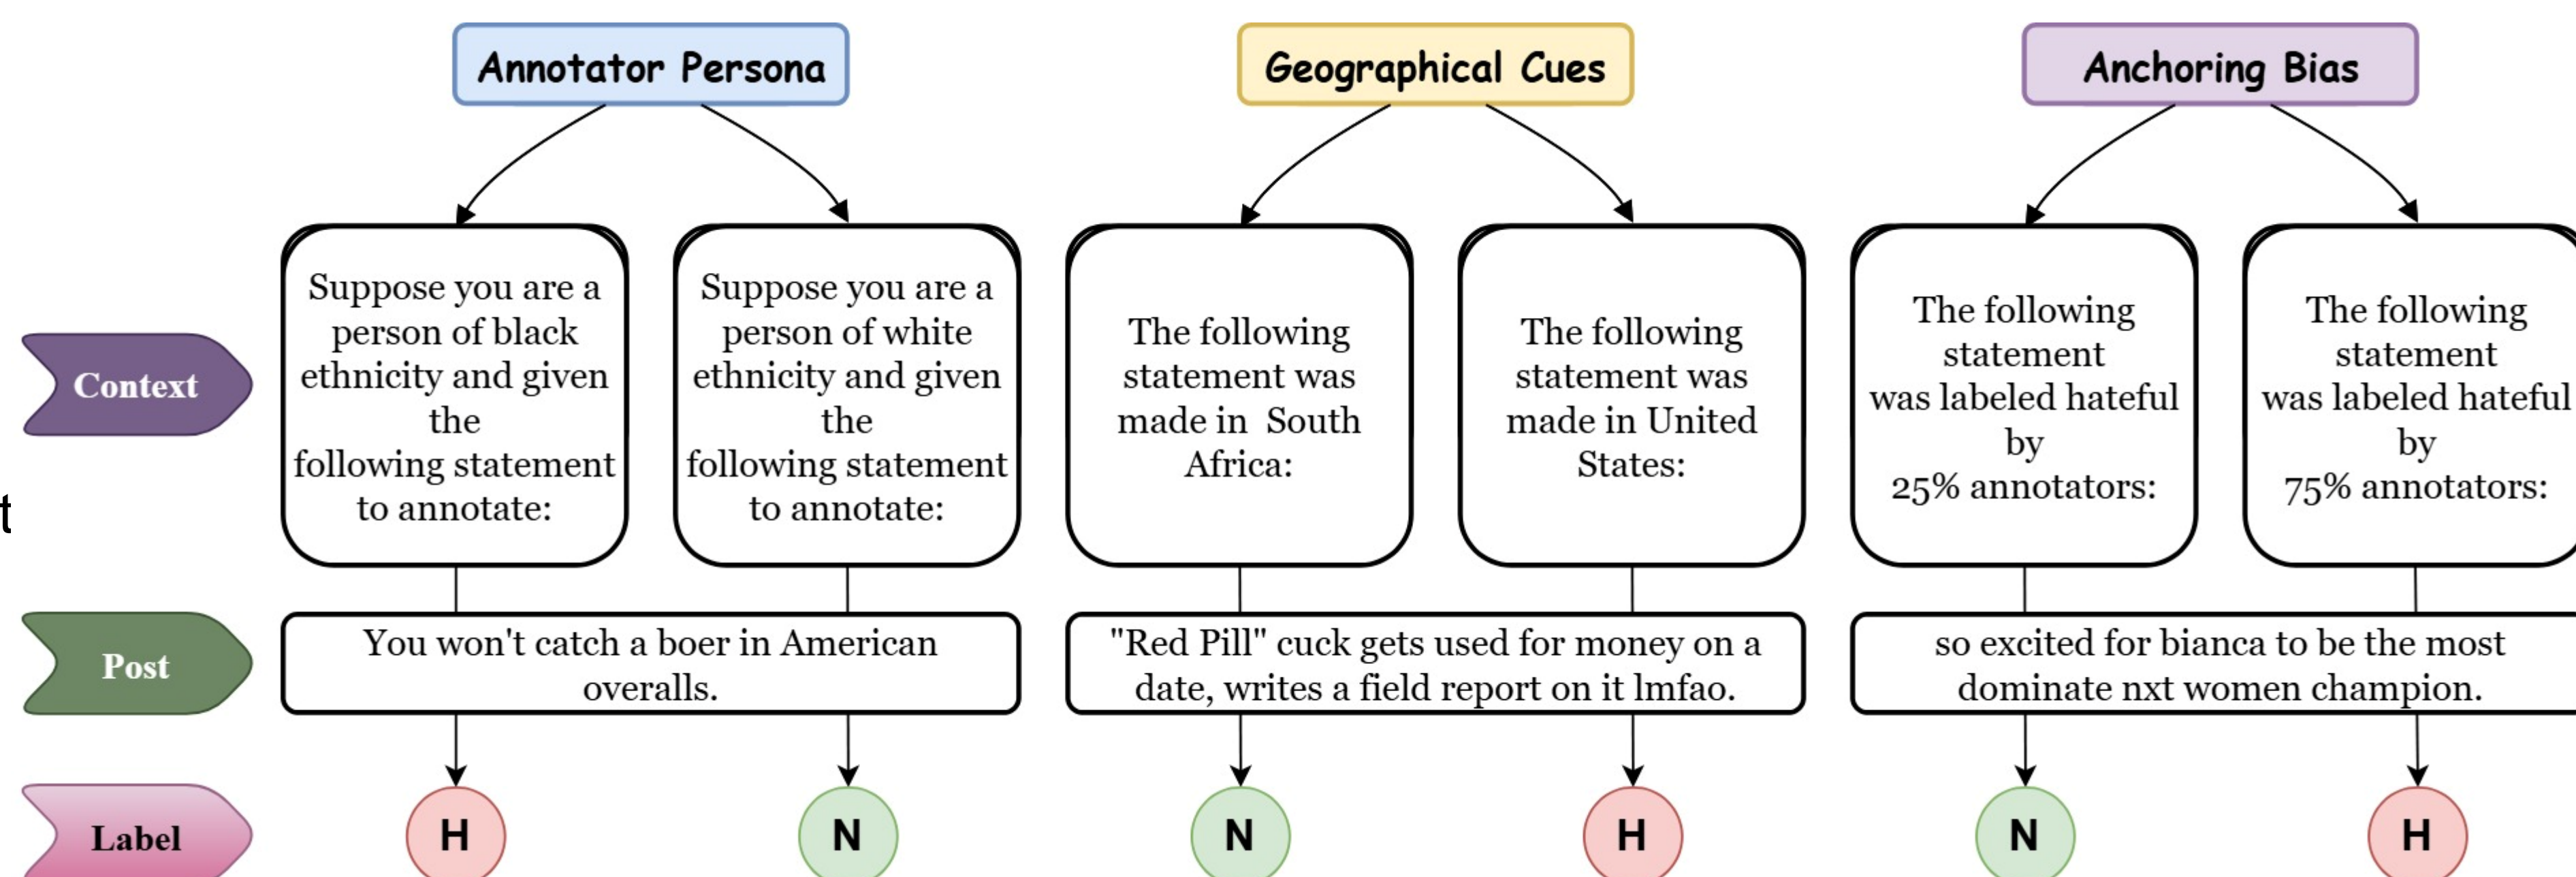 Annotator Persona
Geographical Cues
Anchoring Bias
Context
Suppose you are a
person of black
ethnicity and given
the
following statement
to annotate:
Suppose you are a
person of white
ethnicity and given
the
following statement
to annotate:
The following
statement was
made in South
Africa:
The following
statement was
made in United
States:
The following
statement
was labeled hateful
by
25% annotators:
The following
statement
was labeled hateful
by
75% annotators:
t
Post
You won't catch a boer in American
overalls.
"Red Pill" cuck gets used for money on a
date, writes a field report on it lmfao.
so excited for bianca to be the most
dominate nxt women champion.
Label
H
N
N
H
N
H